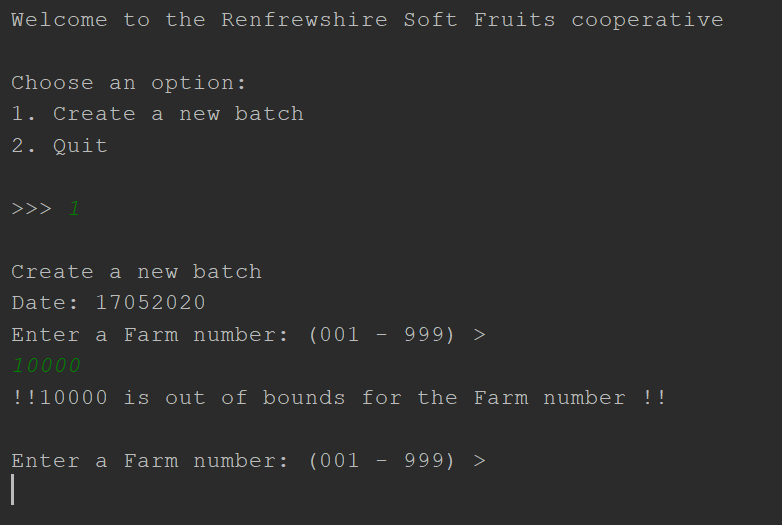 Welcome to the Renfrewshire Soft Fruits cooperative
Choose an option:
1. Create a new batch
2. Quit
>>> 1
Create a new batch
Date: 17052020
Enter a Farm number: (001 - 999) >
10000
!!10000 is out of bounds for the Farm number !!
Enter a Farm number: (001 - 999) >